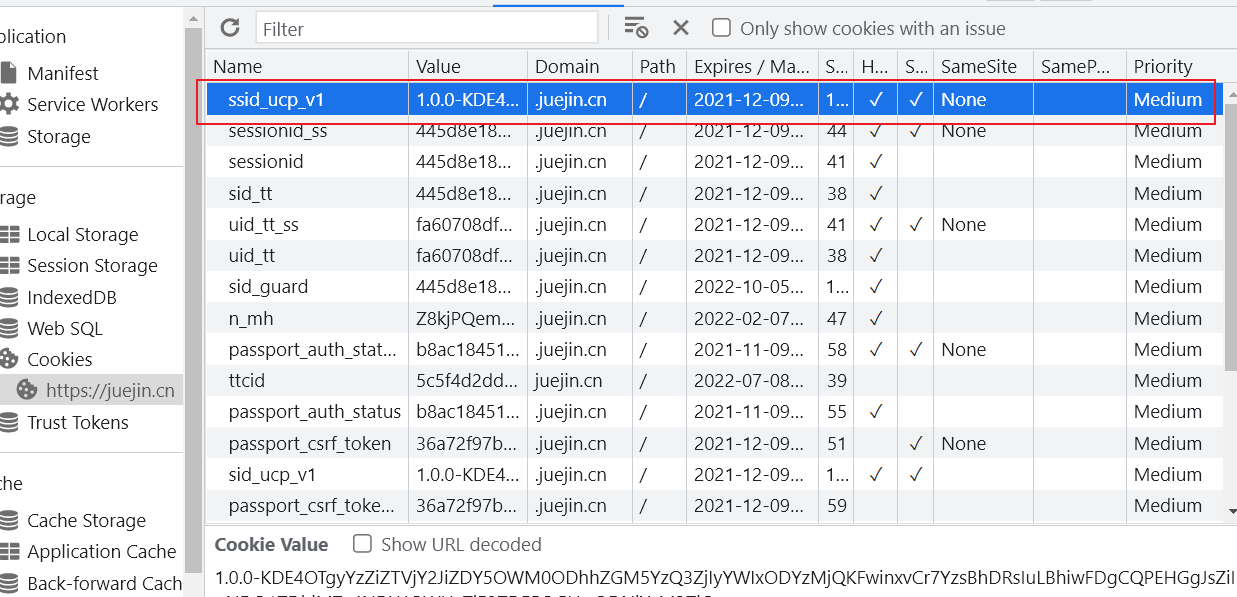 plication
Manifest
Service Workers
Storage
rage
Local Storage
Session Storage
IndexedDB
Web SQL
Cookies
https://juejin.cn
Trust Tokens
che
Cache Storage
Application Cache
Back-forward Cach
Filter
Only show cookies with an issue
Name Value Domain Path Expires / Ma... S... H... S... SameSite SameP... Priority
ssid_ucp_v1 1.0.0-KDE4... .juejin.cn / 2021-12-09... 1... ✓ ✓ None Medium
sessionid_ss 445d8e18... .juejin.cn / 2021-12-09... 44 ✓ ✓ None Medium
sessionid 445d8e18... .juejin.cn / 2021-12-09... 41 ✓ Medium
sid_tt 445d8e18... .juejin.cn / 2021-12-09... 38 ✓ Medium
uid_tt_ss fa60708df... .juejin.cn / 2021-12-09... 41 ✓ ✓ None Medium
uid_tt fa60708df... .juejin.cn / 2021-12-09... 38 ✓ Medium
sid_guard 445d8e18... .juejin.cn / 2022-10-05... 1... ✓ Medium
n_mh Z8kjPQem... .juejin.cn / 2022-02-07... 47 ✓ Medium
passport_auth_stat... b8ac18451... .juejin.cn / 2021-11-09... 58 ✓ ✓ None Medium
ttcid 5c5f4d2dd... juejin.cn / 2022-07-08... 39 Medium
passport_auth_status b8ac18451... .juejin.cn / 2021-11-09... 55 ✓ Medium
passport_csrf_token 36a72f97b... .juejin.cn / 2021-12-09... 51 ✓ None Medium
sid_ucp_v1 1.0.0-KDE4... .juejin.cn / 2021-12-09... 1... ✓ ✓ Medium
passport_csrf_toke... 36a72f97b... .juejin.cn / 2021-12-09... 59 Medium
Cookie Value Show URL decoded